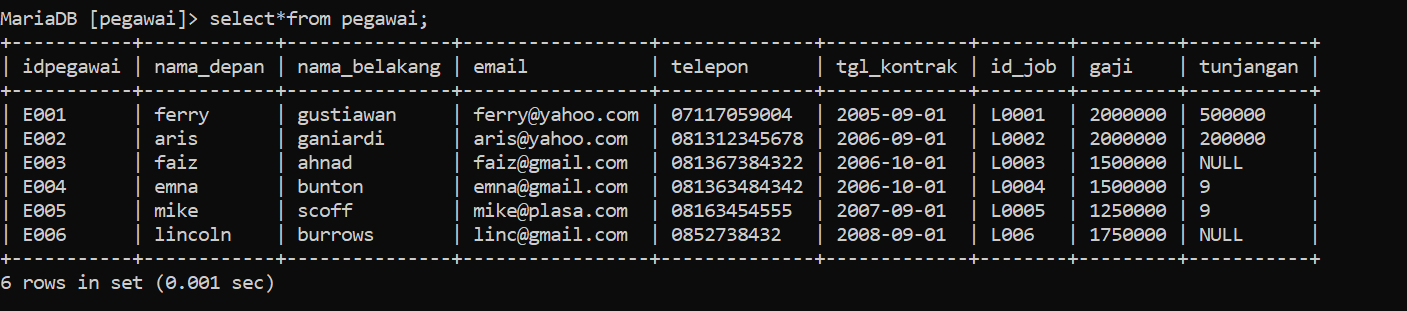 MariaDB [pegawai]> select*from pegawai;
+-----------+------------+---------------+------------------+--------------+-------------+--------+---------+-----------+
| idpegawai | nama_depan | nama_belakang | email            | telepon      | tgl_kontrak | id_job | gaji    | tunjangan |
+-----------+------------+---------------+------------------+--------------+-------------+--------+---------+-----------+
| E001      | ferry      | gustiawan     | ferry@yahoo.com  | 07117059004  | 2005-09-01  | L0001  | 2000000 | 500000    |
| E002      | aris       | ganiardi      | aris@yahoo.com   | 081312345678 | 2006-09-01  | L0002  | 2000000 | 200000    |
| E003      | faiz       | ahnad         | faiz@gmail.com   | 081367384322 | 2006-10-01  | L0003  | 1500000 | NULL      |
| E004      | emna       | bunton        | emna@gmail.com   | 081363484342 | 2006-10-01  | L0004  | 1500000 | 9         |
| E005      | mike       | scoff         | mike@plasa.com   | 08163454555  | 2007-09-01  | L0005  | 1250000 | 9         |
| E006      | lincoln    | burrows       | linc@gmail.com   | 0852738432   | 2008-09-01  | L006   | 1750000 | NULL      |
+-----------+------------+---------------+------------------+--------------+-------------+--------+---------+-----------+
6 rows in set (0.001 sec)